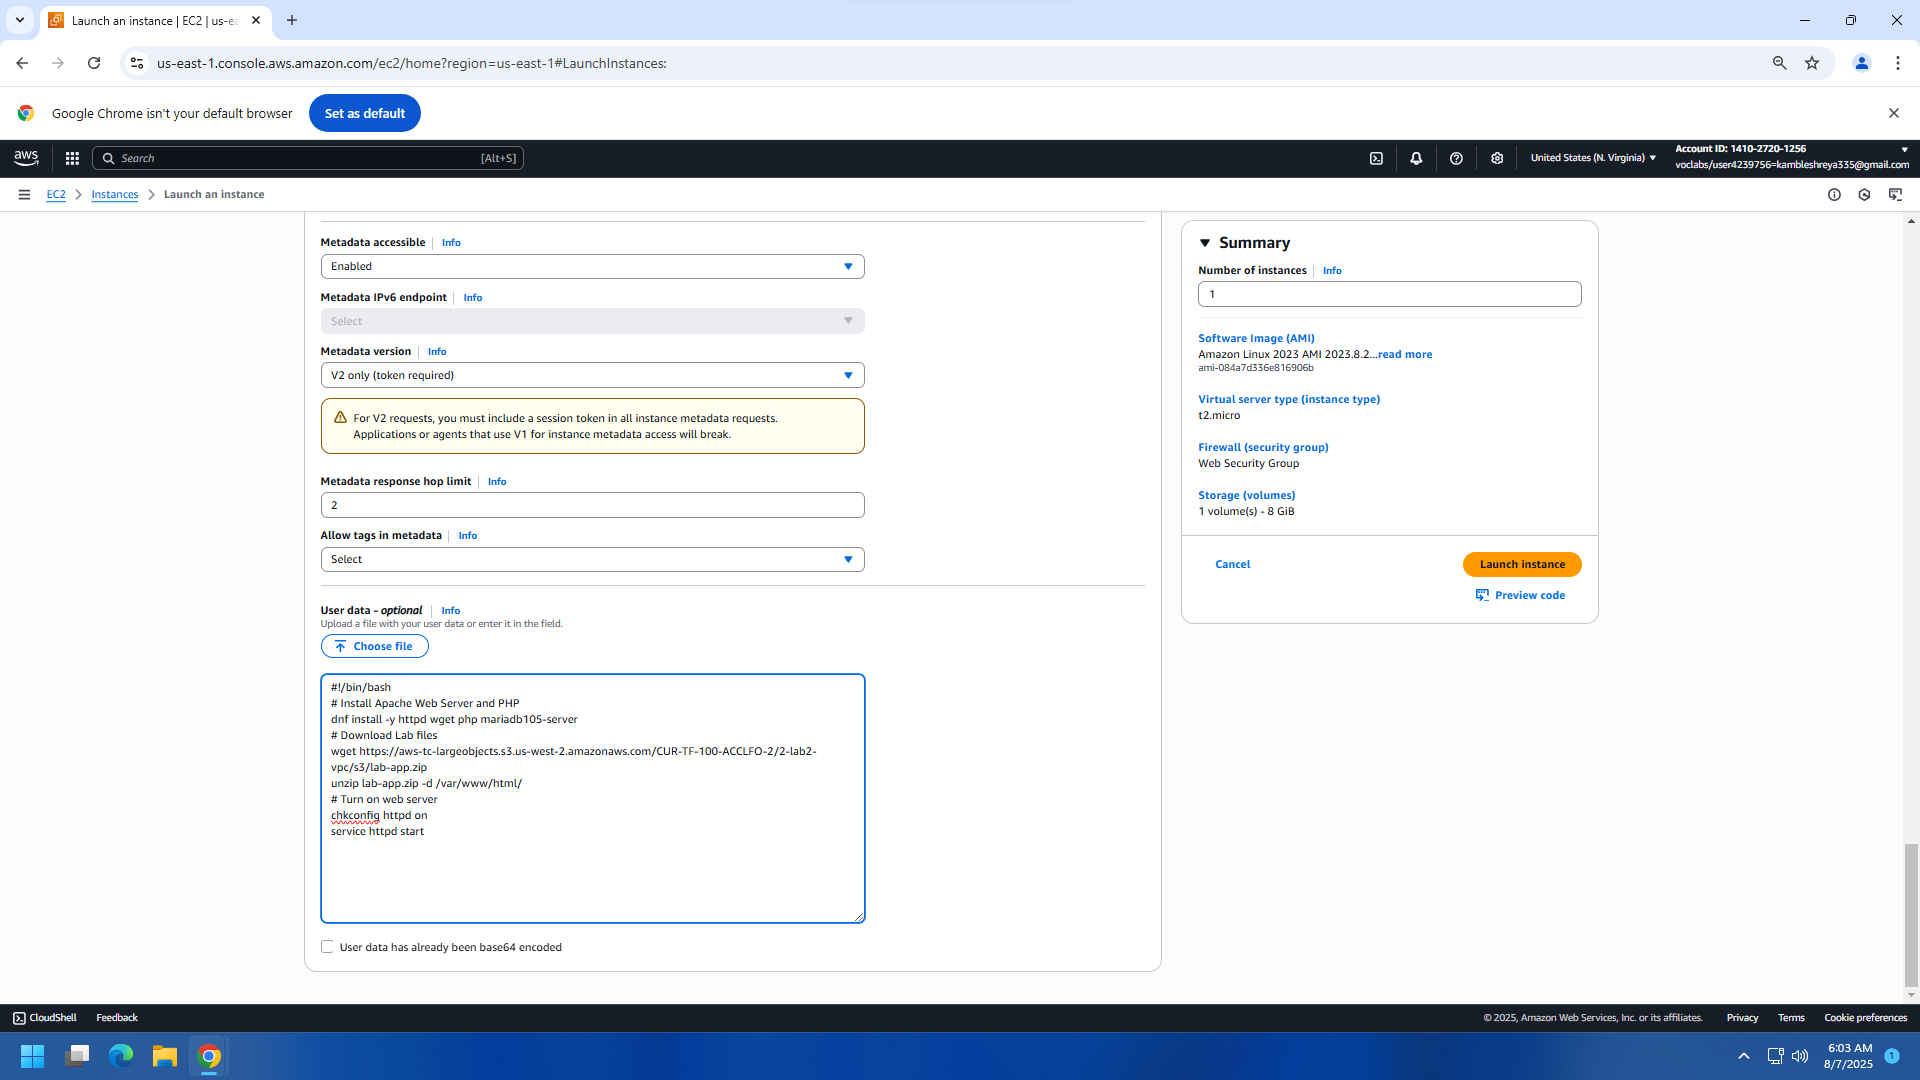 Launch an instance | EC2 | us-ea
us-east-1.console.aws.amazon.com/ec2/home?region=us-east-1#LaunchInstances:
Google Chrome isn't your default browser
Set as default
aws
Search
[Alt+S]
United States (N. Virginia)
Account ID: 1410-2720-1256
voclabs/user4239756=kambleshreya335@gmail.com
EC2
Instances
Launch an instance
Metadata accessible
Info
Enabled
Metadata IPv6 endpoint
Info
Select
Metadata version
Info
V2 only (token required)
For V2 requests, you must include a session token in all instance metadata requests.
Applications or agents that use V1 for instance metadata access will break.
Metadata response hop limit
Info
2
Allow tags in metadata
Info
Select
User data - optional
Info
Upload a file with your user data or enter it in the field.
Choose file
#!/bin/bash
# Install Apache Web Server and PHP
dnf install -y httpd wget php mariadb105-server
# Download Lab files
wget https://aws-tc-largeobjects.s3.us-west-2.amazonaws.com/CUR-TF-100-ACCLFO-2/2-lab2-
vpc/s3/lab-app.zip
unzip lab-app.zip -d /var/www/html/
# Turn on web server
chkconfig httpd on
service httpd start
User data has already been base64 encoded
Summary
Number of instances
Info
1
Software Image (AMI)
Amazon Linux 2023 AMI 2023.8.2...read more
ami-084a7d336e816906b
Virtual server type (instance type)
t2.micro
Firewall (security group)
Web Security Group
Storage (volumes)
1 volume(s) - 8 GiB
Cancel
Launch instance
Preview code
CloudShell
Feedback
© 2025, Amazon Web Services, Inc. or its affiliates.
Privacy
Terms
Cookie preferences
6:03 AM
8/7/2025
1